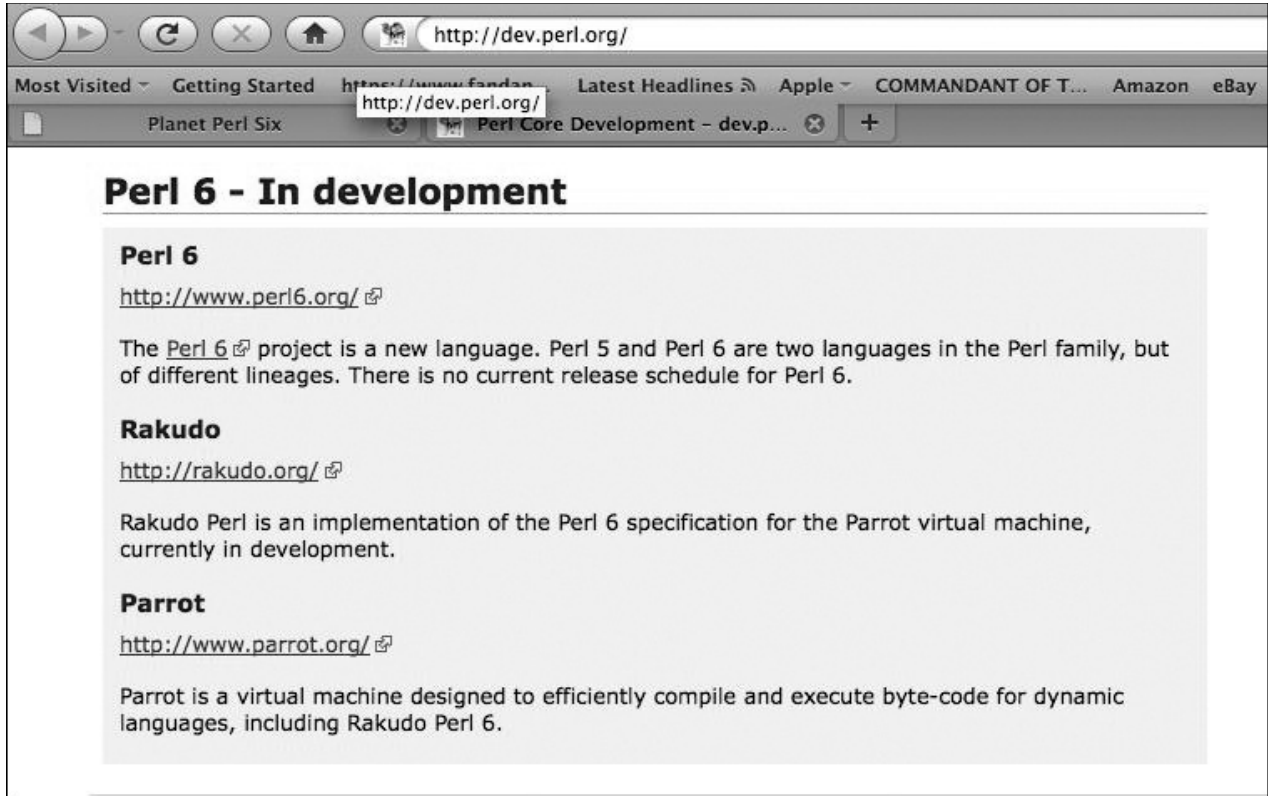 http://dev.perl.org/
Most Visited Getting Started Latest Headlines Apple COMMANDANT OF T... Amazon eBay
http://dev.perl.org/
Planet Perl Six Perl Core Development – dev.p... +
Perl 6 - In development
Perl 6
http://www.perl6.org/
The Perl 6 project is a new language. Perl 5 and Perl 6 are two languages in the Perl family, but
of different lineages. There is no current release schedule for Perl 6.
Rakudo
http://rakudo.org/
Rakudo Perl is an implementation of the Perl 6 specification for the Parrot virtual machine,
currently in development.
Parrot
http://www.parrot.org/
Parrot is a virtual machine designed to efficiently compile and execute byte-code for dynamic
languages, including Rakudo Perl 6.